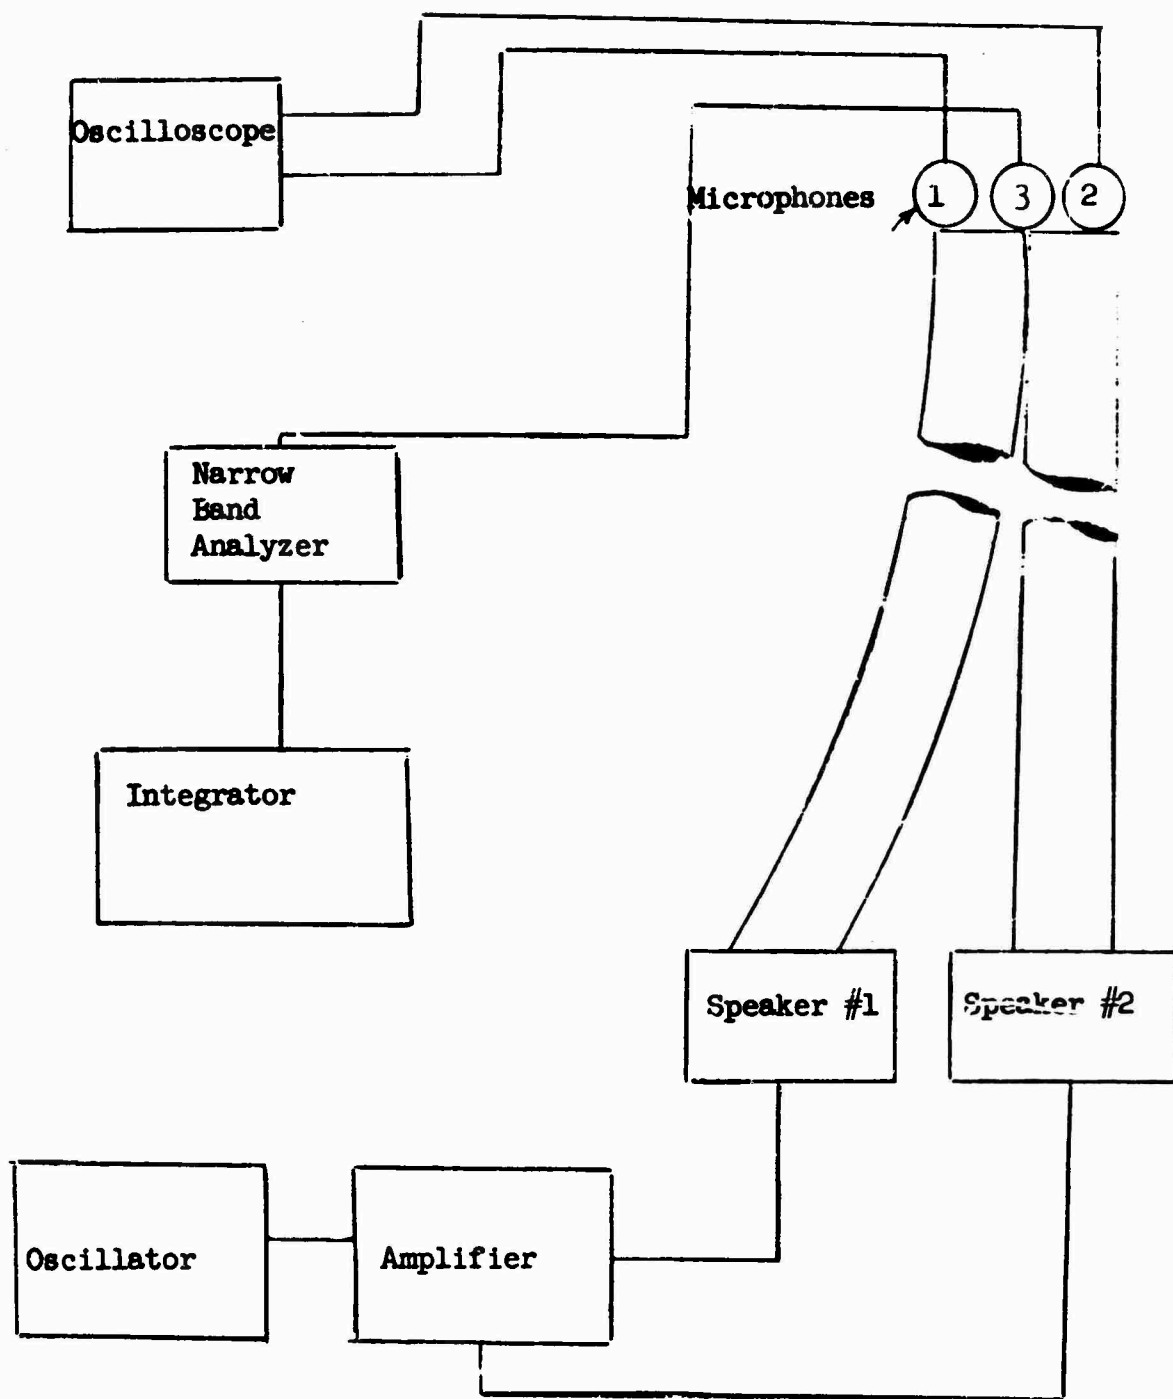 Oscilloscope
Microphones
1
3
2
Narrow
Band
Analyzer
Integrator
Speaker #1
Speaker #2
Oscillator
Amplifier